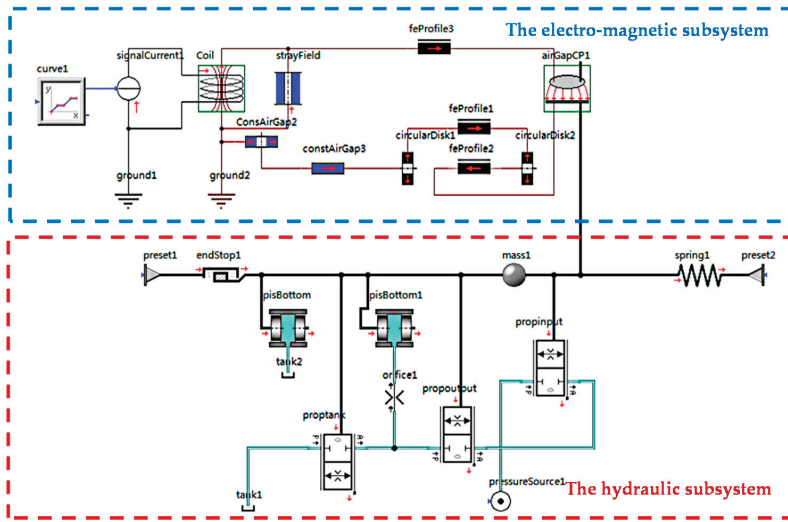 The electro-magnetic subsystem
feProfile3
signalCurrent1
Coil
strayField
airGapCP1
curve1
y
x
ConsAirGap2
feProfile1
circularDisk1
circularDisk2
constAirGap3
feProfile2
ground1
ground2
preset1
endStop1
mass1
spring1
preset2
pisBottom
pisBottom1
propinput
tank2
orifice1
propoutput
P
A
proptank
P
A
P
A
tank1
pressureSource1
The hydraulic subsystem